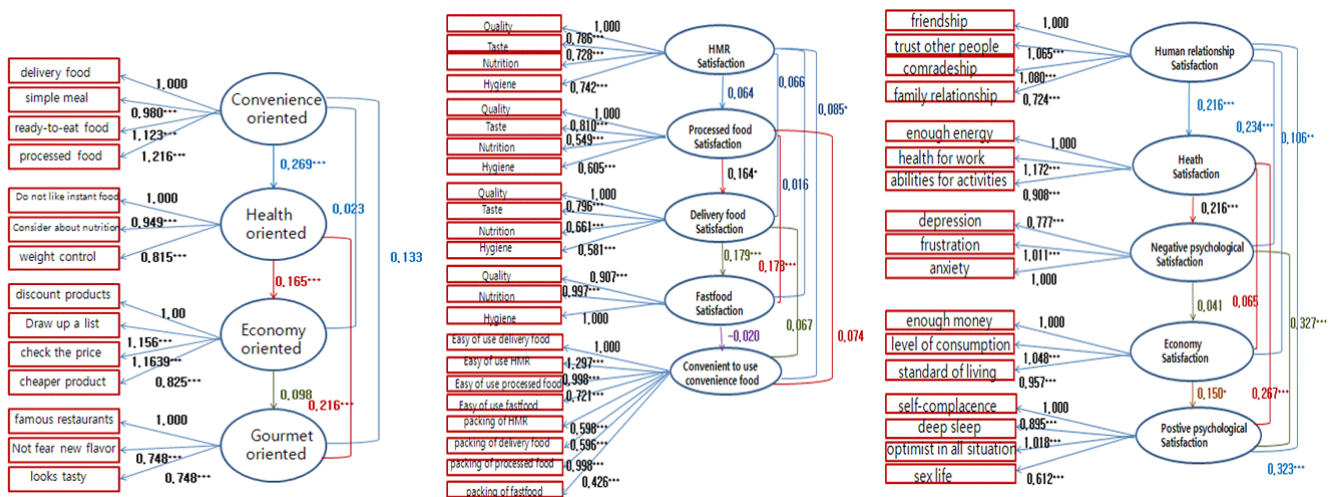 delivery food
1.000
simple meal
0.980***
ready-to-eat food
1.123***
processed food
1.216***
Convenience
oriented
0.269***
Do not like instant food
1.000
Consider about nutrition
0.949***
weight control
0.815***
Health
oriented
0.023
0.133
0.165***
discount products
1.00
Draw up a list
1.156***
check the price
1.1639***
cheaper product
0.825***
Economy
oriented
0.098
0.216***
famous restaurants
1.000
Not fear new flavor
0.748***
looks tasty
0.748***
Gourmet
oriented
Quality
1.000
Taste
0.786***
Nutrition
0.728***
Hygiene
0.742***
HMR
Satisfaction
0.064
0.066
0.085*
Quality
1.000
Taste
0.810***
Nutrition
0.549***
Hygiene
0.605***
Processed food
Satisfaction
0.164*
0.016
Quality
1.000
Taste
0.796***
Nutrition
0.661***
Hygiene
0.581***
Delivery food
Satisfaction
0.179***
0.178***
Quality
0.907***
Nutrition
0.997***
Hygiene
1.000
Fastfood
Satisfaction
-0.020
0.067
0.074
Easy of use delivery food
1.000
Easy of use HMR
1.297***
Easy of use processed food
0.998***
Easy of use fastfood
0.721***
packing of HMR
0.598***
packing of delivery food
0.596***
packing of processed food
0.998***
packing of fastfood
0.426***
Convenient to use
convenience food
friendship
1.000
trust other people
1.065***
comradeship
1.080***
family relationship
0.724***
Human relationship
Satisfaction
0.216***
0.234***
0.106**
enough energy
1.000
health for work
1.172***
abilities for activities
0.908***
Heath
Satisfaction
0.216***
depression
0.777***
frustration
1.011***
anxiety
1.000
Negative psychological
Satisfaction
0.041
0.065
0.327***
enough money
1.000
level of consumption
1.048***
standard of living
0.957***
Economy
Satisfaction
0.150*
0.267***
self-complacence
1.000
deep sleep
0.895***
optimist in all situation
1.018***
sex life
0.612***
Postive psychological
Satisfaction
0.323***